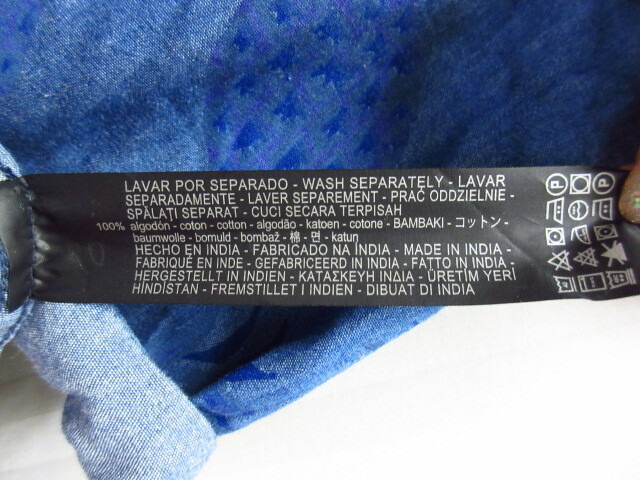 LAVAR POR SEPARADO - WASH SEPARATELY - LAVAR
SEPARADAMENTE - LAVER SEPAREMENT - PRAĆ ODDZIELNIE -
SPĂLAȚI SEPARAT - CUCI SECARA TERPISAH
100% algodón - coton - cotton - algodão - katoen - cotone - BAMBAKI - コットン -
baumwolle - bomuld - bombaž - 棉 - 면 - katun
HECHO EN INDIA - FABRICADO NA INDIA - MADE IN INDIA -
FABRIQUÉ EN INDE - GEFABRICEERD IN INDIA - FATTO IN INDIA -
HERGESTELLT IN INDIEN - ΚΑΤΑΣΚΕΥΗ ΙΝΔΙΑ - ÜRETİM YERİ
HİNDİSTAN - FREMSTILLET I INDIEN - DIBUAT DI INDIA